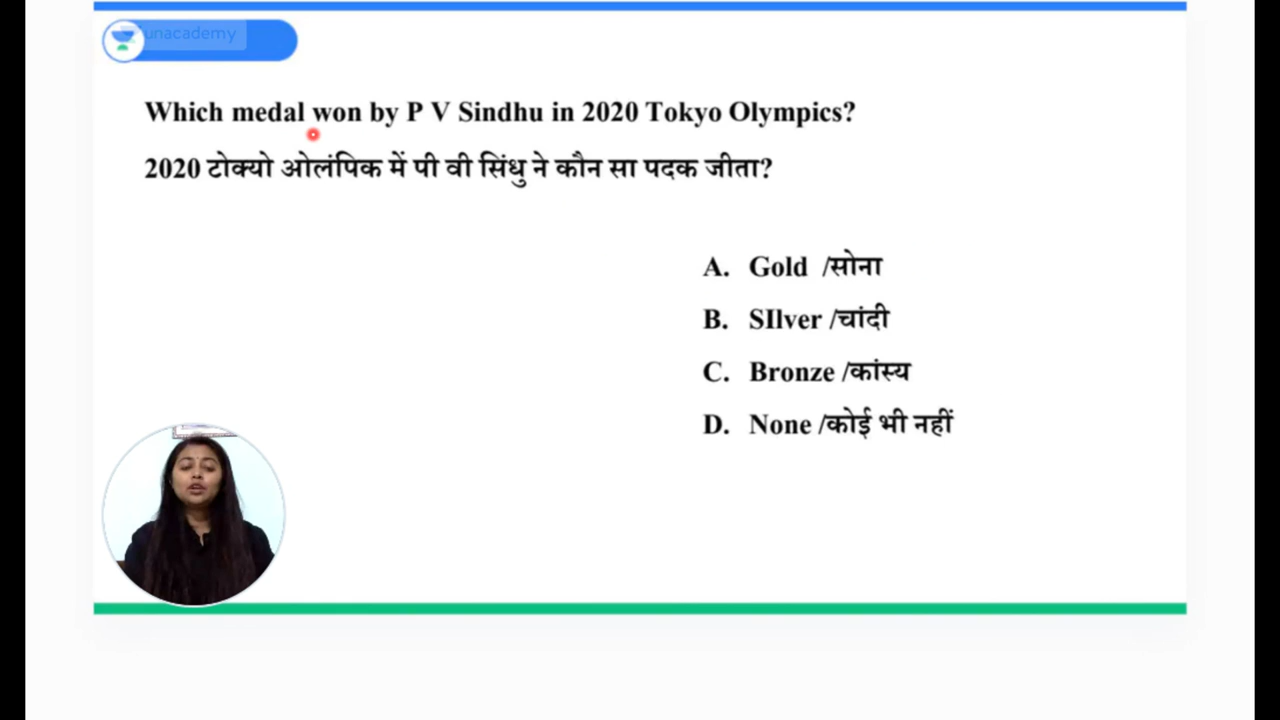 unacademy
Which medal won by P V Sindhu in 2020 Tokyo Olympics?
2020 टोक्यो ओलंपिक में पी वी सिंधु ने कौन सा पदक जीता?
A. Gold /सोना
B. SIlver /चांदी
C. Bronze /कांस्य
D. None /कोई भी नहीं